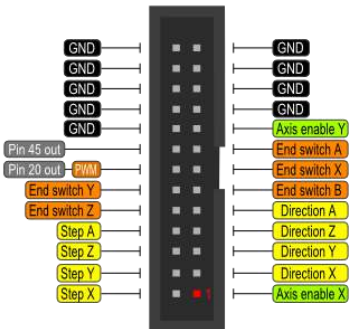 GND GND
GND GND
GND GND
GND GND
GND Axis enable Y
Pin 45 out End switch A
Pin 20 out PWM End switch X
End switch Y End switch B
End switch Z Direction A
Step A Direction Z
Step Z Direction Y
Step Y Direction X
Step X 1 Axis enable X